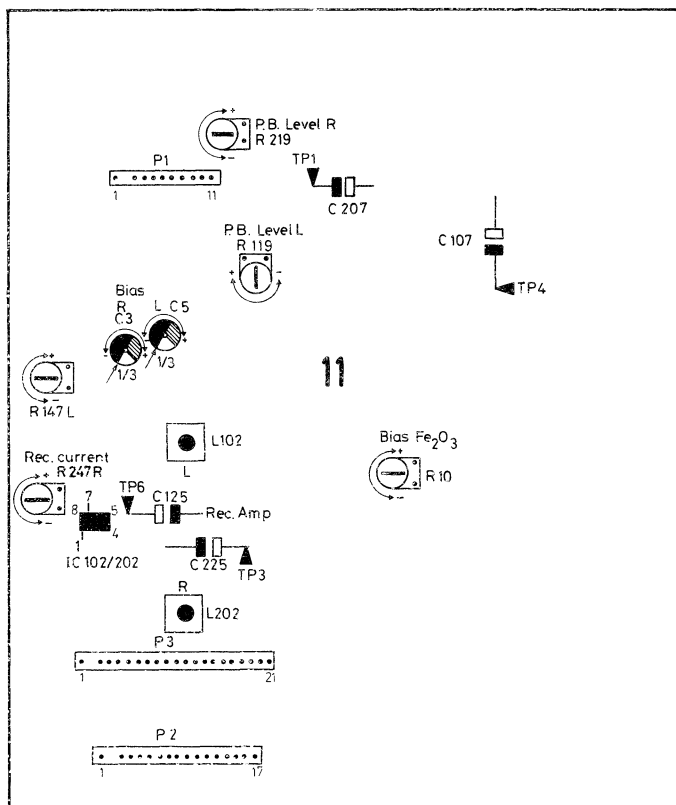 +
P.B. Level R
R 219
-
P1
TP1
1
11
C 207
P.B. Level L
R 119
C 107
+ -
TP4
Bias
R L C5
C3
- + - +
1/3 1/3
11
+
-
R 147 L
L102
L
Bias Fe₂O₃
+
R 10
-
Rec. current
+ R 247R
-
7
TP6
C 125
8 5
Rec. Amp
4
1
IC 102/202
C 225
TP3
R
L202
P3
1 21
P 2
1 17